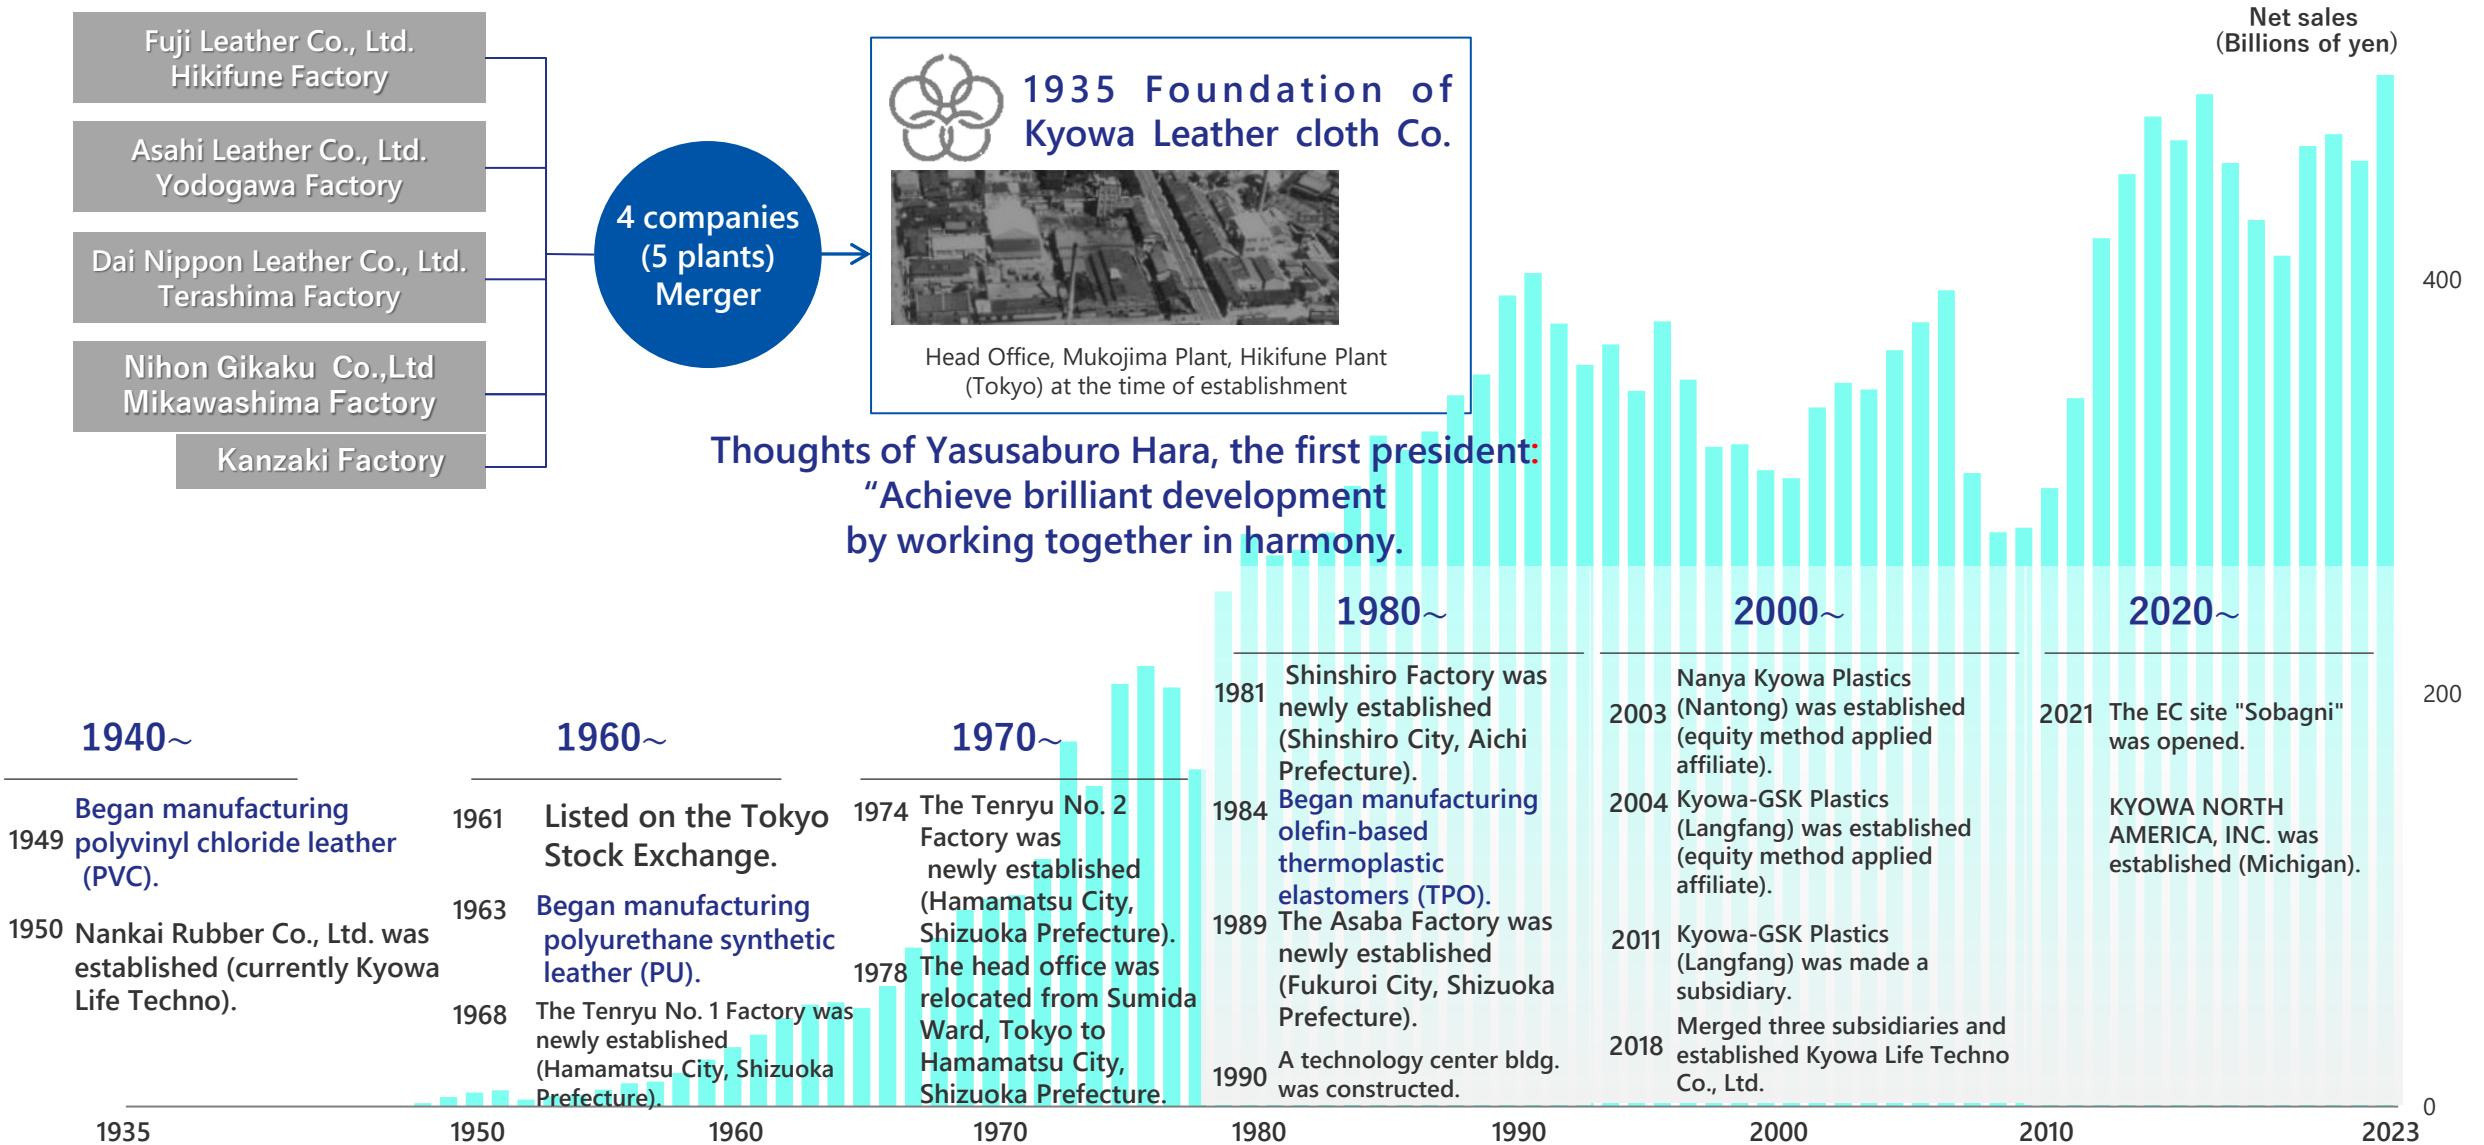 Net sales
(Billions of yen)
Fuji Leather Co., Ltd.
Hikifune Factory
Asahi Leather Co., Ltd.
Yodogawa Factory
Dai Nippon Leather Co., Ltd.
Terashima Factory
Nihon Gikaku Co.,Ltd
Mikawashima Factory
Kanzaki Factory
4 companies
(5 plants)
Merger
1935 Foundation of
Kyowa Leather cloth Co.
Head Office, Mukojima Plant, Hikifune Plant
(Tokyo) at the time of establishment
Thoughts of Yasusaburo Hara, the first president:
“Achieve brilliant development
by working together in harmony.
400
200
0
1940~
1949
Began manufacturing
polyvinyl chloride leather
(PVC).
1950
Nankai Rubber Co., Ltd. was
established (currently Kyowa
Life Techno).
1960~
1961
Listed on the Tokyo
Stock Exchange.
1963
Began manufacturing
polyurethane synthetic
leather (PU).
1968
The Tenryu No. 1 Factory was
newly established
(Hamamatsu City, Shizuoka
Prefecture).
1970~
1974
The Tenryu No. 2
Factory was
newly established
(Hamamatsu City,
Shizuoka Prefecture).
1978
The head office was
relocated from Sumida
Ward, Tokyo to
Hamamatsu City,
Shizuoka Prefecture.
1980~
1981
Shinshiro Factory was
newly established
(Shinshiro City, Aichi
Prefecture).
1984
Began manufacturing
olefin-based
thermoplastic
elastomers (TPO).
1989
The Asaba Factory was
newly established
(Fukuroi City, Shizuoka
Prefecture).
1990
A technology center bldg.
was constructed.
2000~
2003
Nanya Kyowa Plastics
(Nantong) was established
(equity method applied
affiliate).
2004
Kyowa-GSK Plastics
(Langfang) was established
(equity method applied
affiliate).
2011
Kyowa-GSK Plastics
(Langfang) was made a
subsidiary.
2018
Merged three subsidiaries and
established Kyowa Life Techno
Co., Ltd.
2020~
2021
The EC site "Sobagni"
was opened.
KYOWA NORTH
AMERICA, INC. was
established (Michigan).
1935
1950
1960
1970
1980
1990
2000
2010
2023